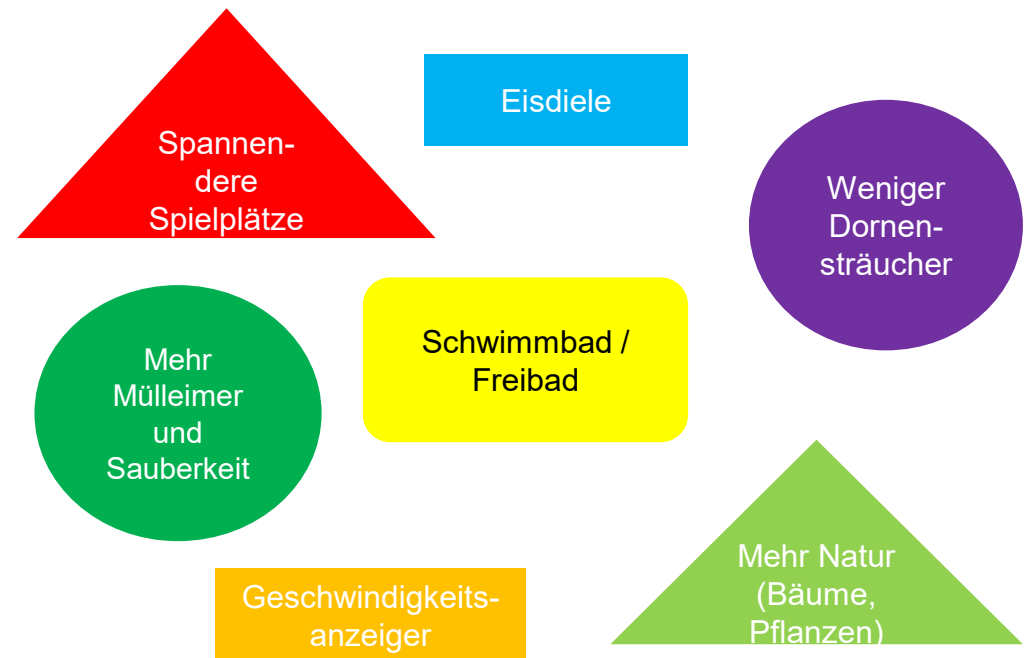 Spannen-
dere
Spielplätze
Eisdiele
Weniger
Dornen-
sträucher
Mehr
Mülleimer
und
Sauberkeit
Schwimmbad /
Freibad
Geschwindigkeits-
anzeiger
Mehr Natur
(Bäume,
Pflanzen)